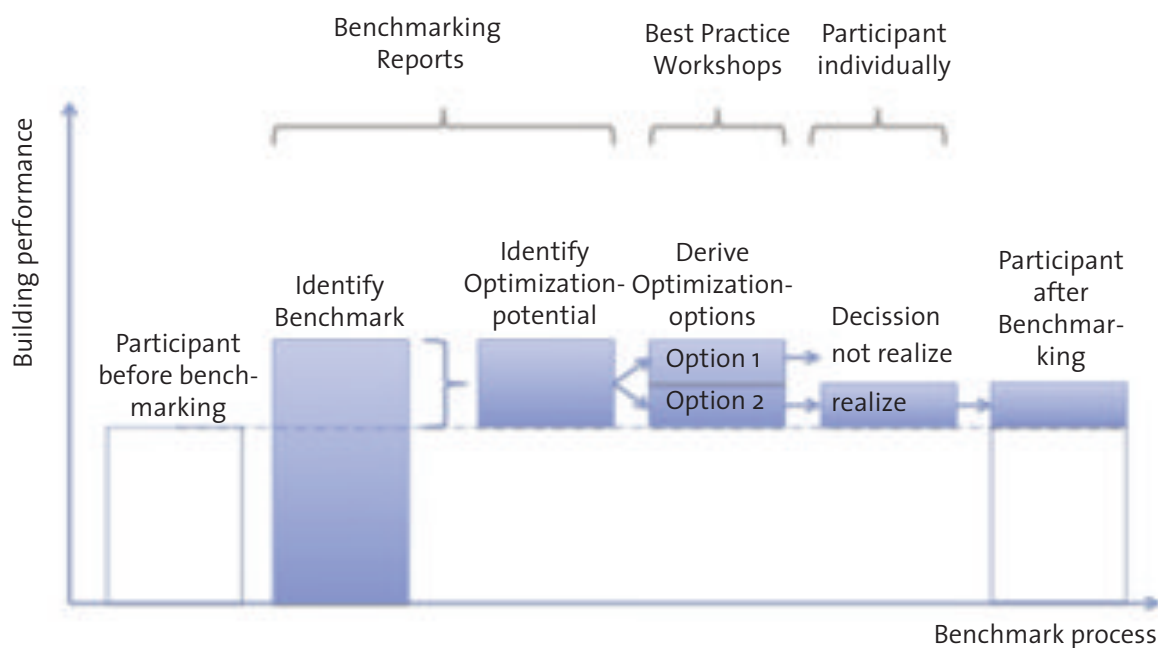 Benchmarking
Reports
Best Practice
Workshops
Participant
individually
Building performance
Participant
before bench-
marking
Identify
Benchmark
Identify
Optimization-
potential
Derive
Optimization-
options
Option 1
Option 2
Decission
not realize
realize
Participant
after
Benchmar-
king
Benchmark process